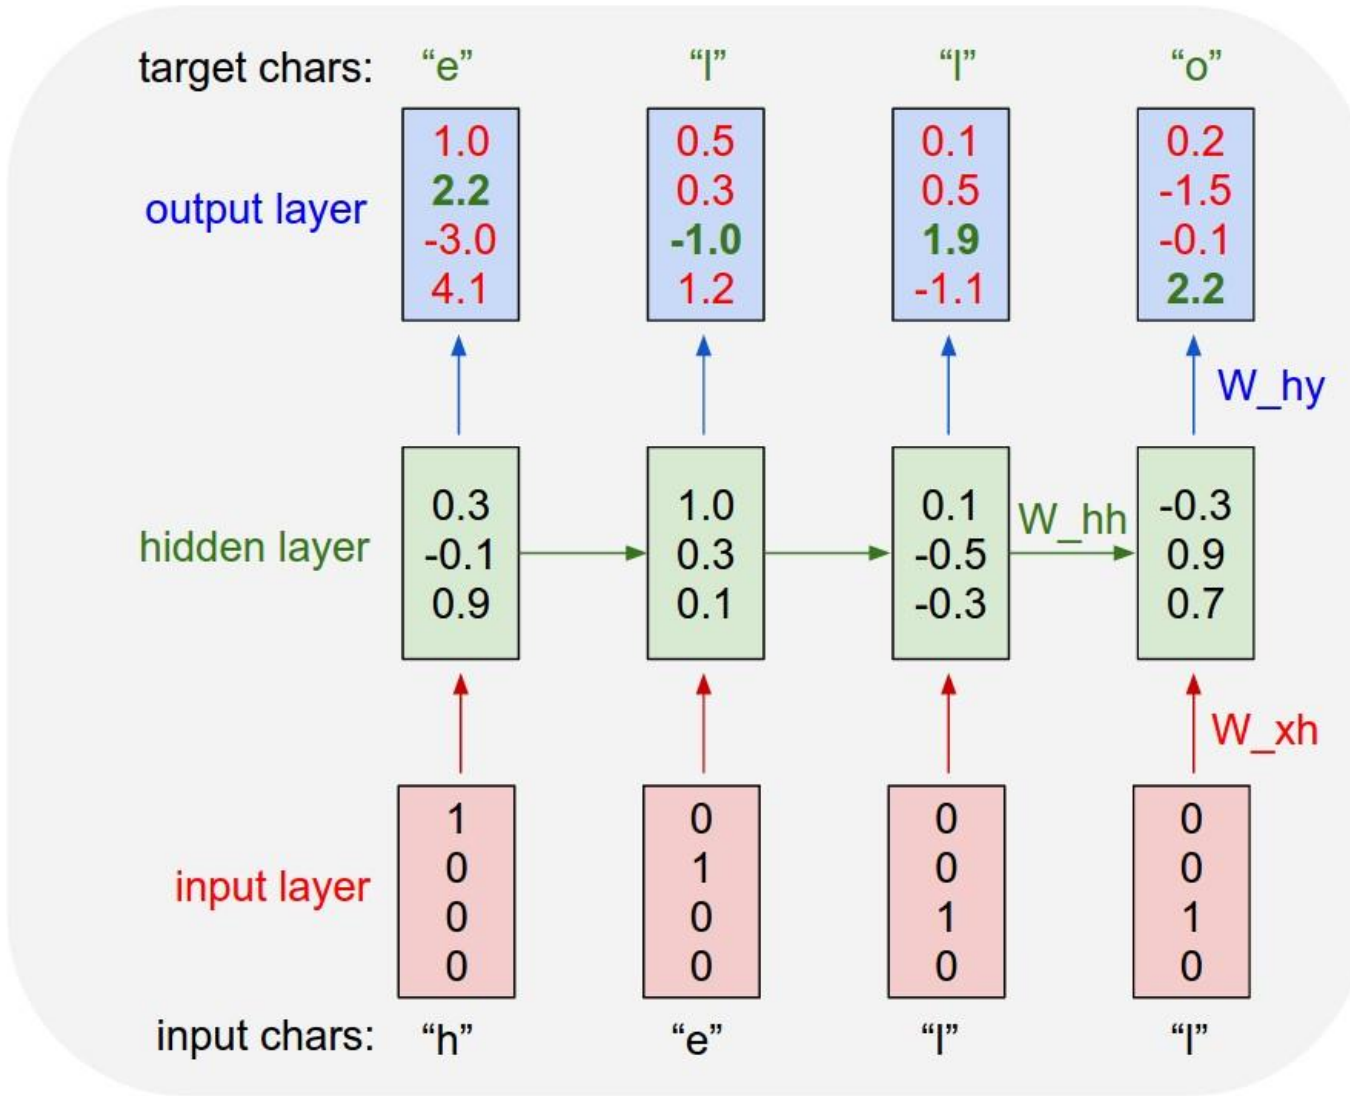 target chars: “e” “l” “l” “o”
1.0 0.5 0.1 0.2
2.2 0.3 0.5 -1.5
output layer
-3.0 -1.0 1.9 -0.1
4.1 1.2 -1.1 2.2
W_hy
0.3 1.0 0.1 -0.3
W_hh
hidden layer -0.1 0.3 -0.5 0.9
0.9 0.1 -0.3 0.7
W_xh
1 0 0 0
0 1 0 0
input layer
0 0 1 1
0 0 0 0
input chars: “h” “e” “l” “l”